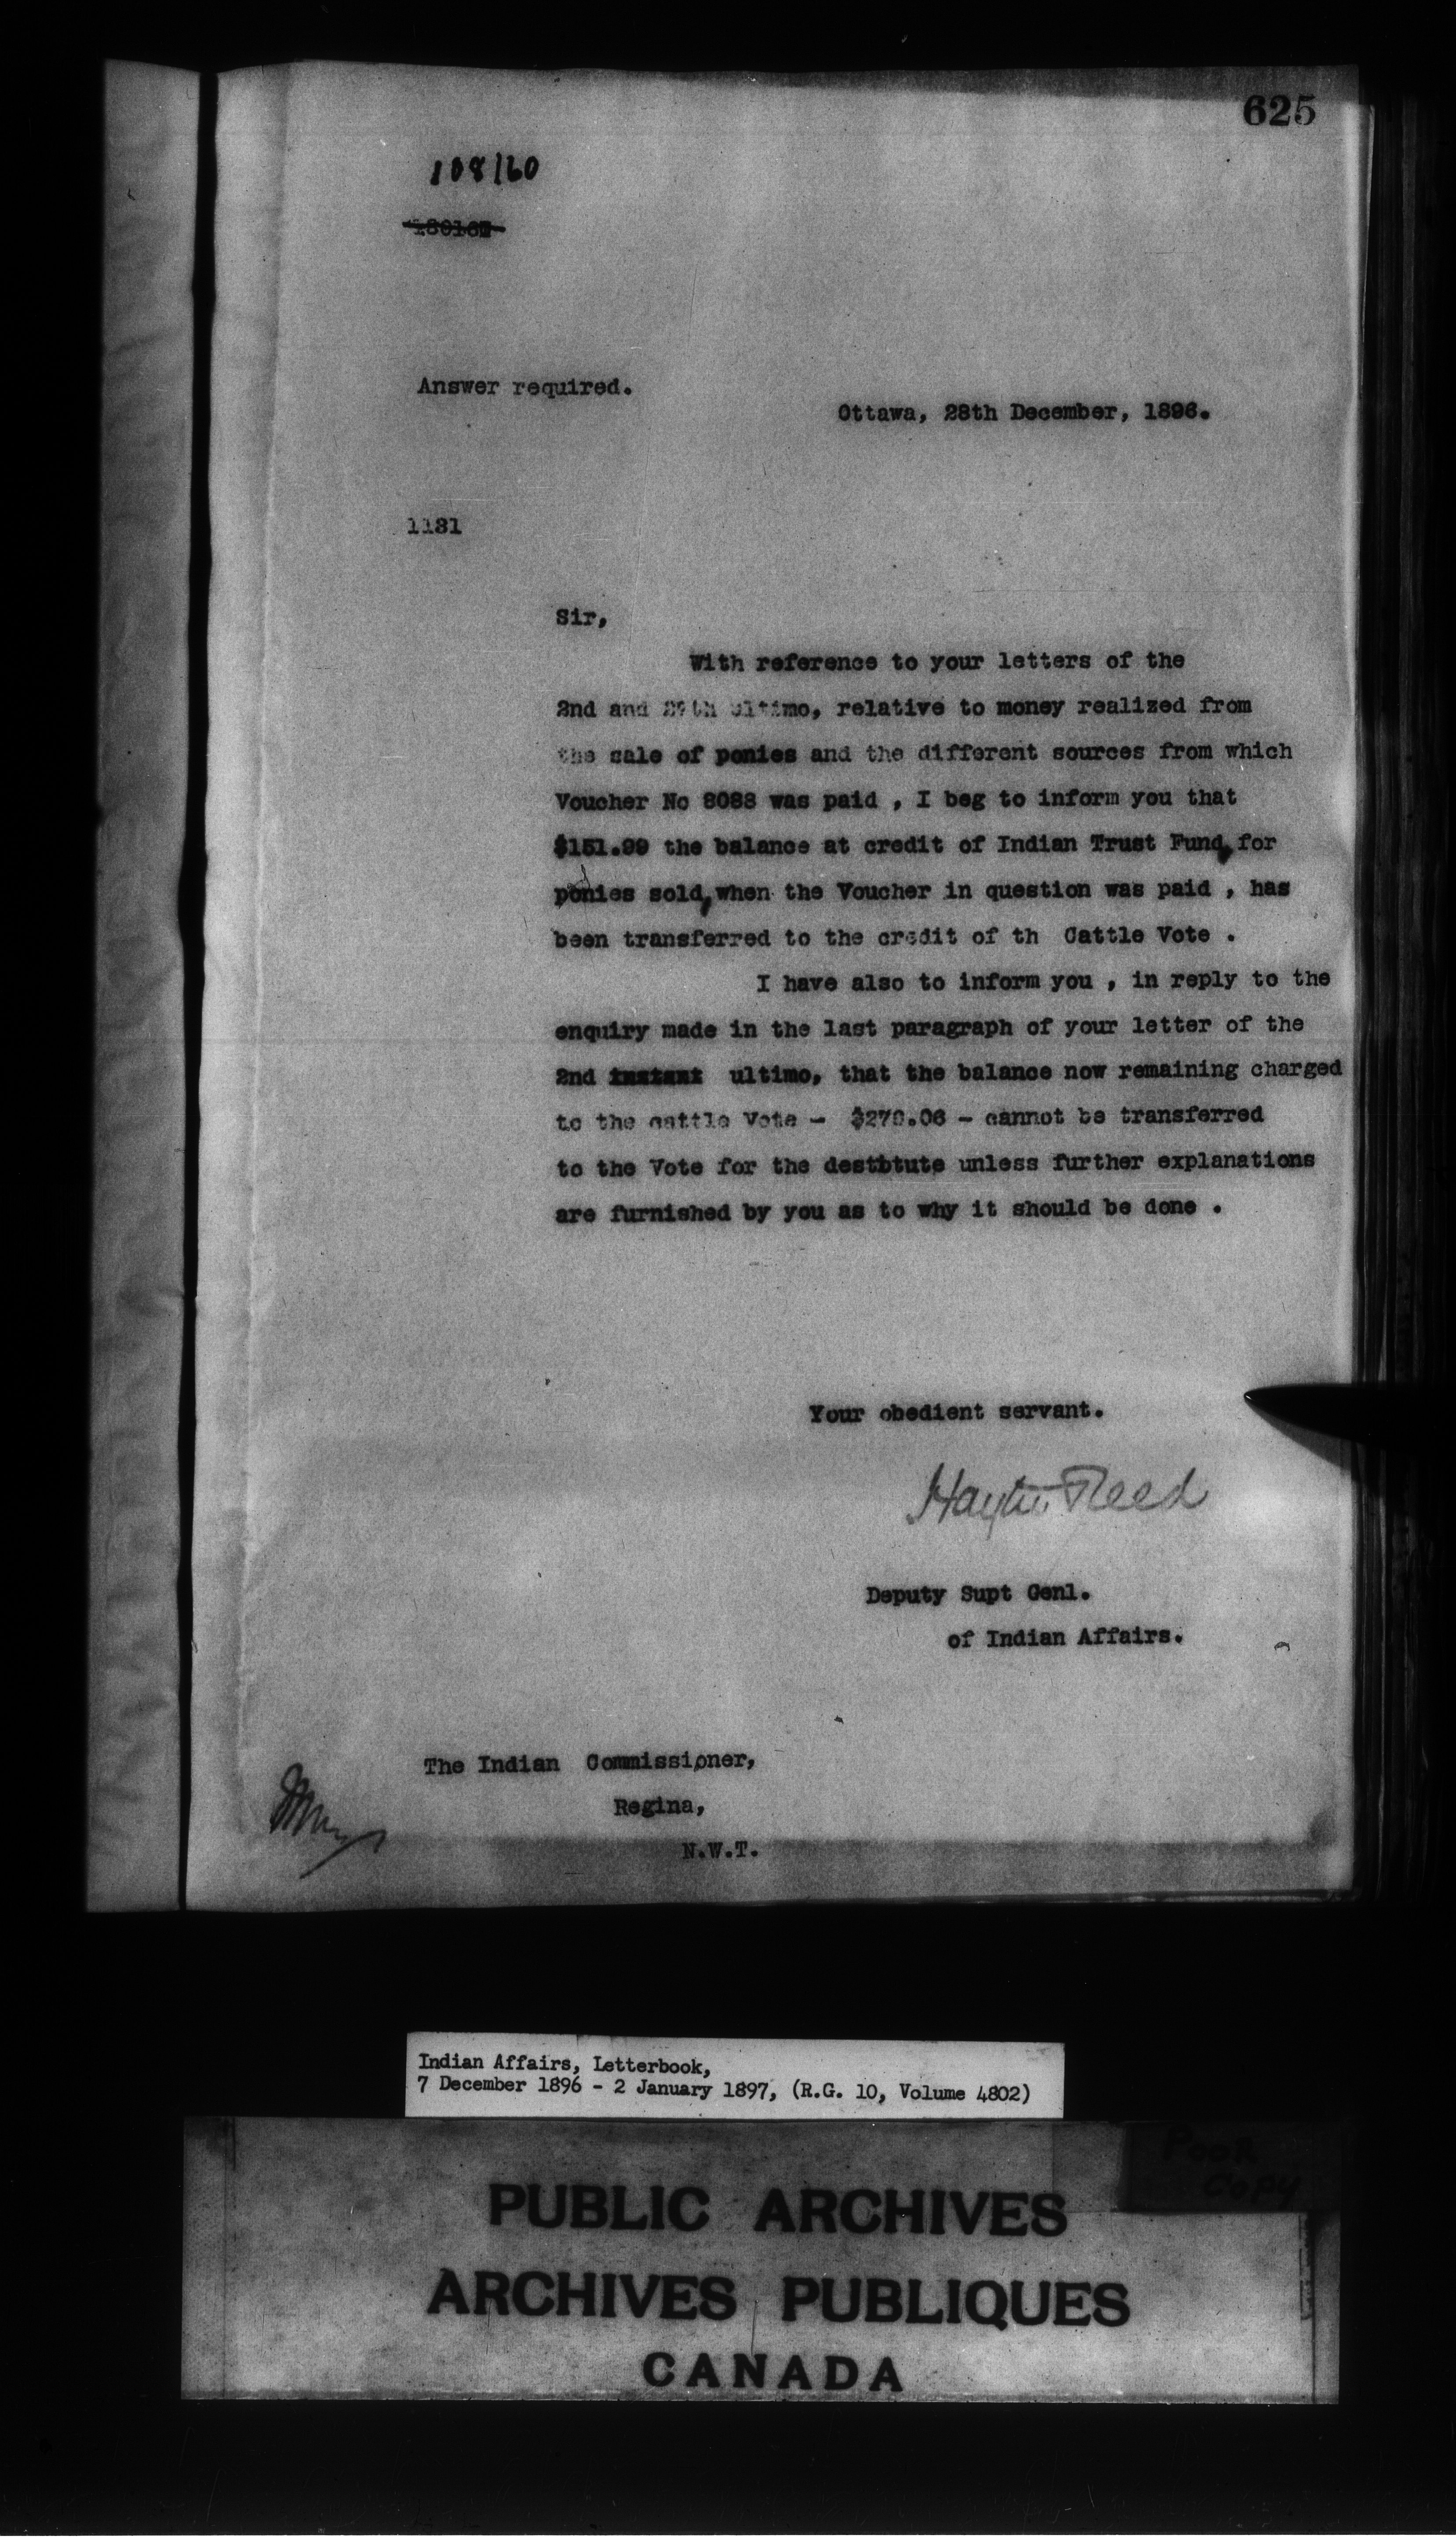 625
108160
Answer required.
Ottawa, 28th December, 1896.
1131
Sir,
With reference to your letters of the
2nd and ultimo, relative to money realized from
the sale of ponies and the different sources from which
Voucher No 8088 was paid , I beg to inform you that
$151.99 the balance at credit of Indian Trust Fund, for
ponies sold, when the Voucher in question was paid , has
been transferred to the credit of th Cattle Vote .
I have also to inform you , in reply to the
enquiry made in the last paragraph of your letter of the
2nd instant ultimo, that the balance now remaining charged
to the cattle Vote - - cannot be transferred
to the Vote for the destitute unless further explanations
are furnished by you as to why it should be done .
Your obedient servant.
Hayter Reed
Deputy Supt Genl.
of Indian Affairs.
The Indian Commissioner,
Regina,
N.W.T.
Indian Affairs, Letterbook,
7 December 1896 - 2 January 1897, (R.G. 10, Volume 4802)
Poor
Copy
PUBLIC ARCHIVES
ARCHIVES PUBLIQUES
CANADA